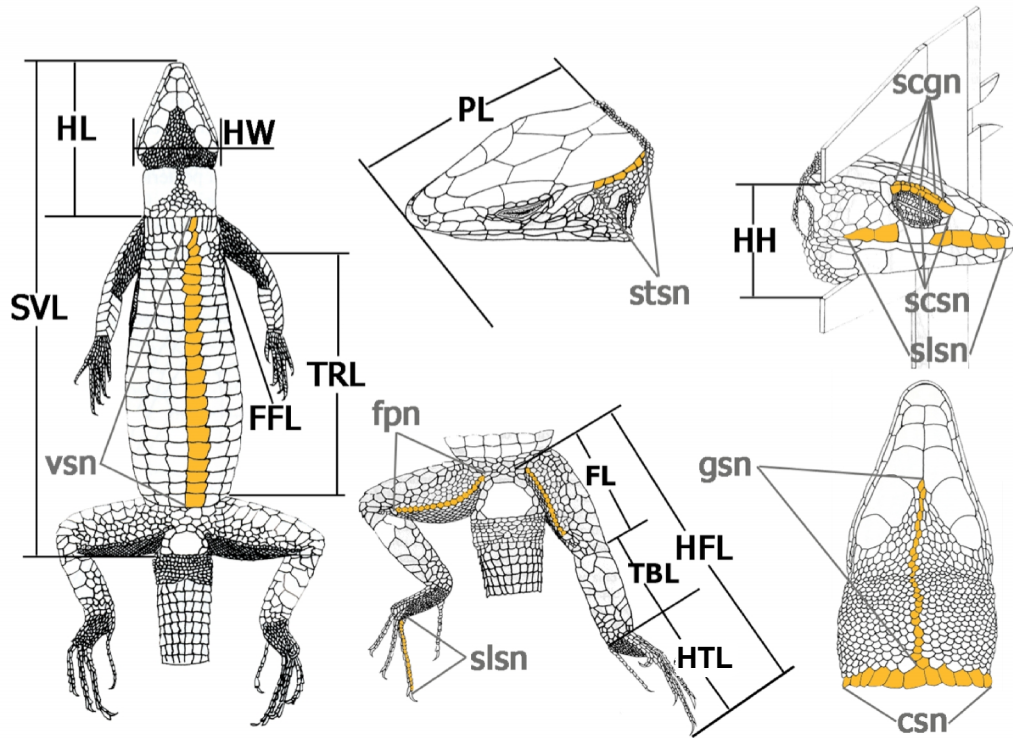 HL
HW
SVL
TRL
FFL
vsn
PL
stsn
scgn
HH
scsn
slsn
fpn
FL
HFL
TBL
HTL
slsn
gsn
csn